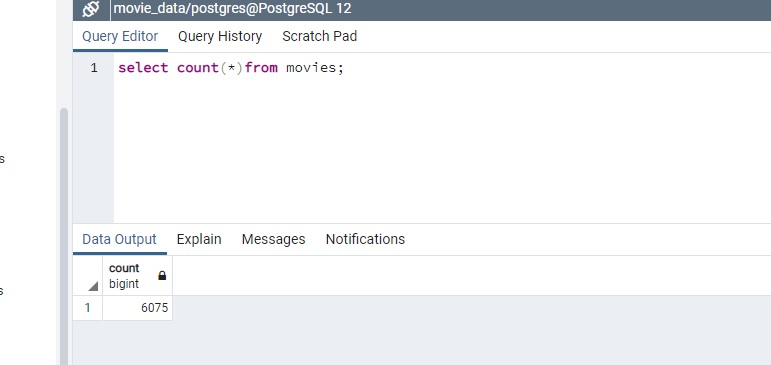 movie_data/postgres@PostgreSQL 12
Query Editor Query History Scratch Pad
1 select count(*)from movies;
s
Data Output Explain Messages Notifications
count
bigint
s
1 6075